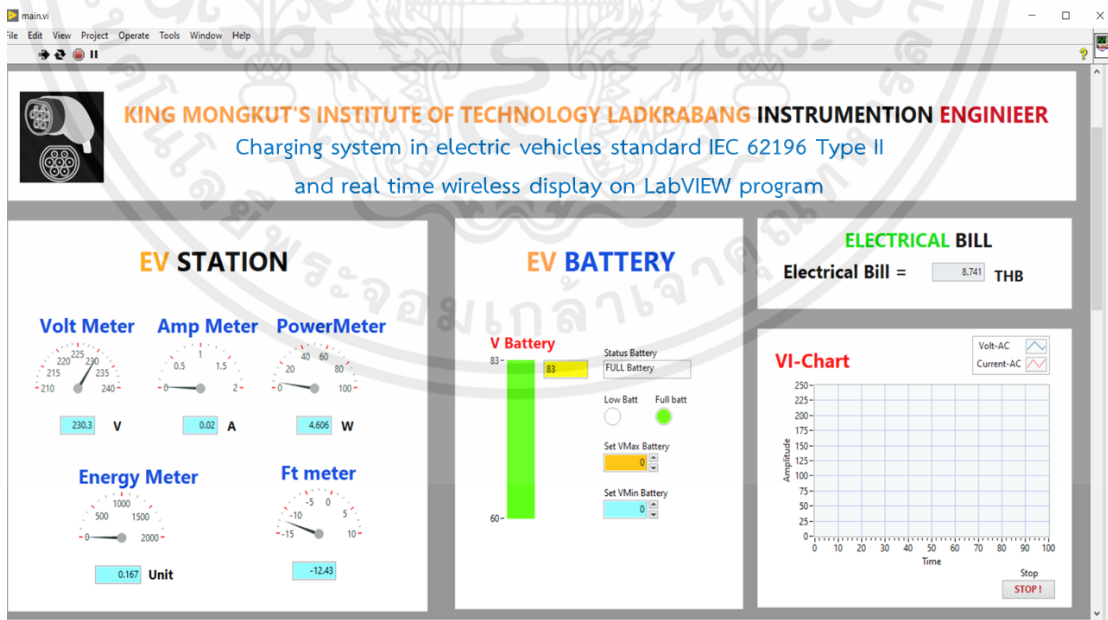 main.vi
File Edit View Project Operate Tools Window Help
KING MONGKUT'S INSTITUTE OF TECHNOLOGY LADKRABANG INSTRUMENTION ENGINIEER
Charging system in electric vehicles standard IEC 62196 Type II
and real time wireless display on LabVIEW program
EV STATION
Volt Meter Amp Meter PowerMeter
210 215 220 225 230 235 240
0 0.5 1 1.5 2
0 20 40 60 80 100
230.3 V 0.02 A 4.606 W
Energy Meter Ft meter
0 500 1000 1500 2000
-15 -10 -5 0 5 10
0.167 Unit -12.43
EV BATTERY
V Battery
83
60
83
Status Battery
FULL Battery
Low Batt Full batt
Set VMax Battery
0
Set VMin Battery
0
ELECTRICAL BILL
Electrical Bill = 8.741 THB
VI-Chart
Volt-AC
Current-AC
Amplitude
250
225
200
175
150
125
100
75
50
25
0
0 10 20 30 40 50 60 70 80 90 100
Time
Stop
STOP !